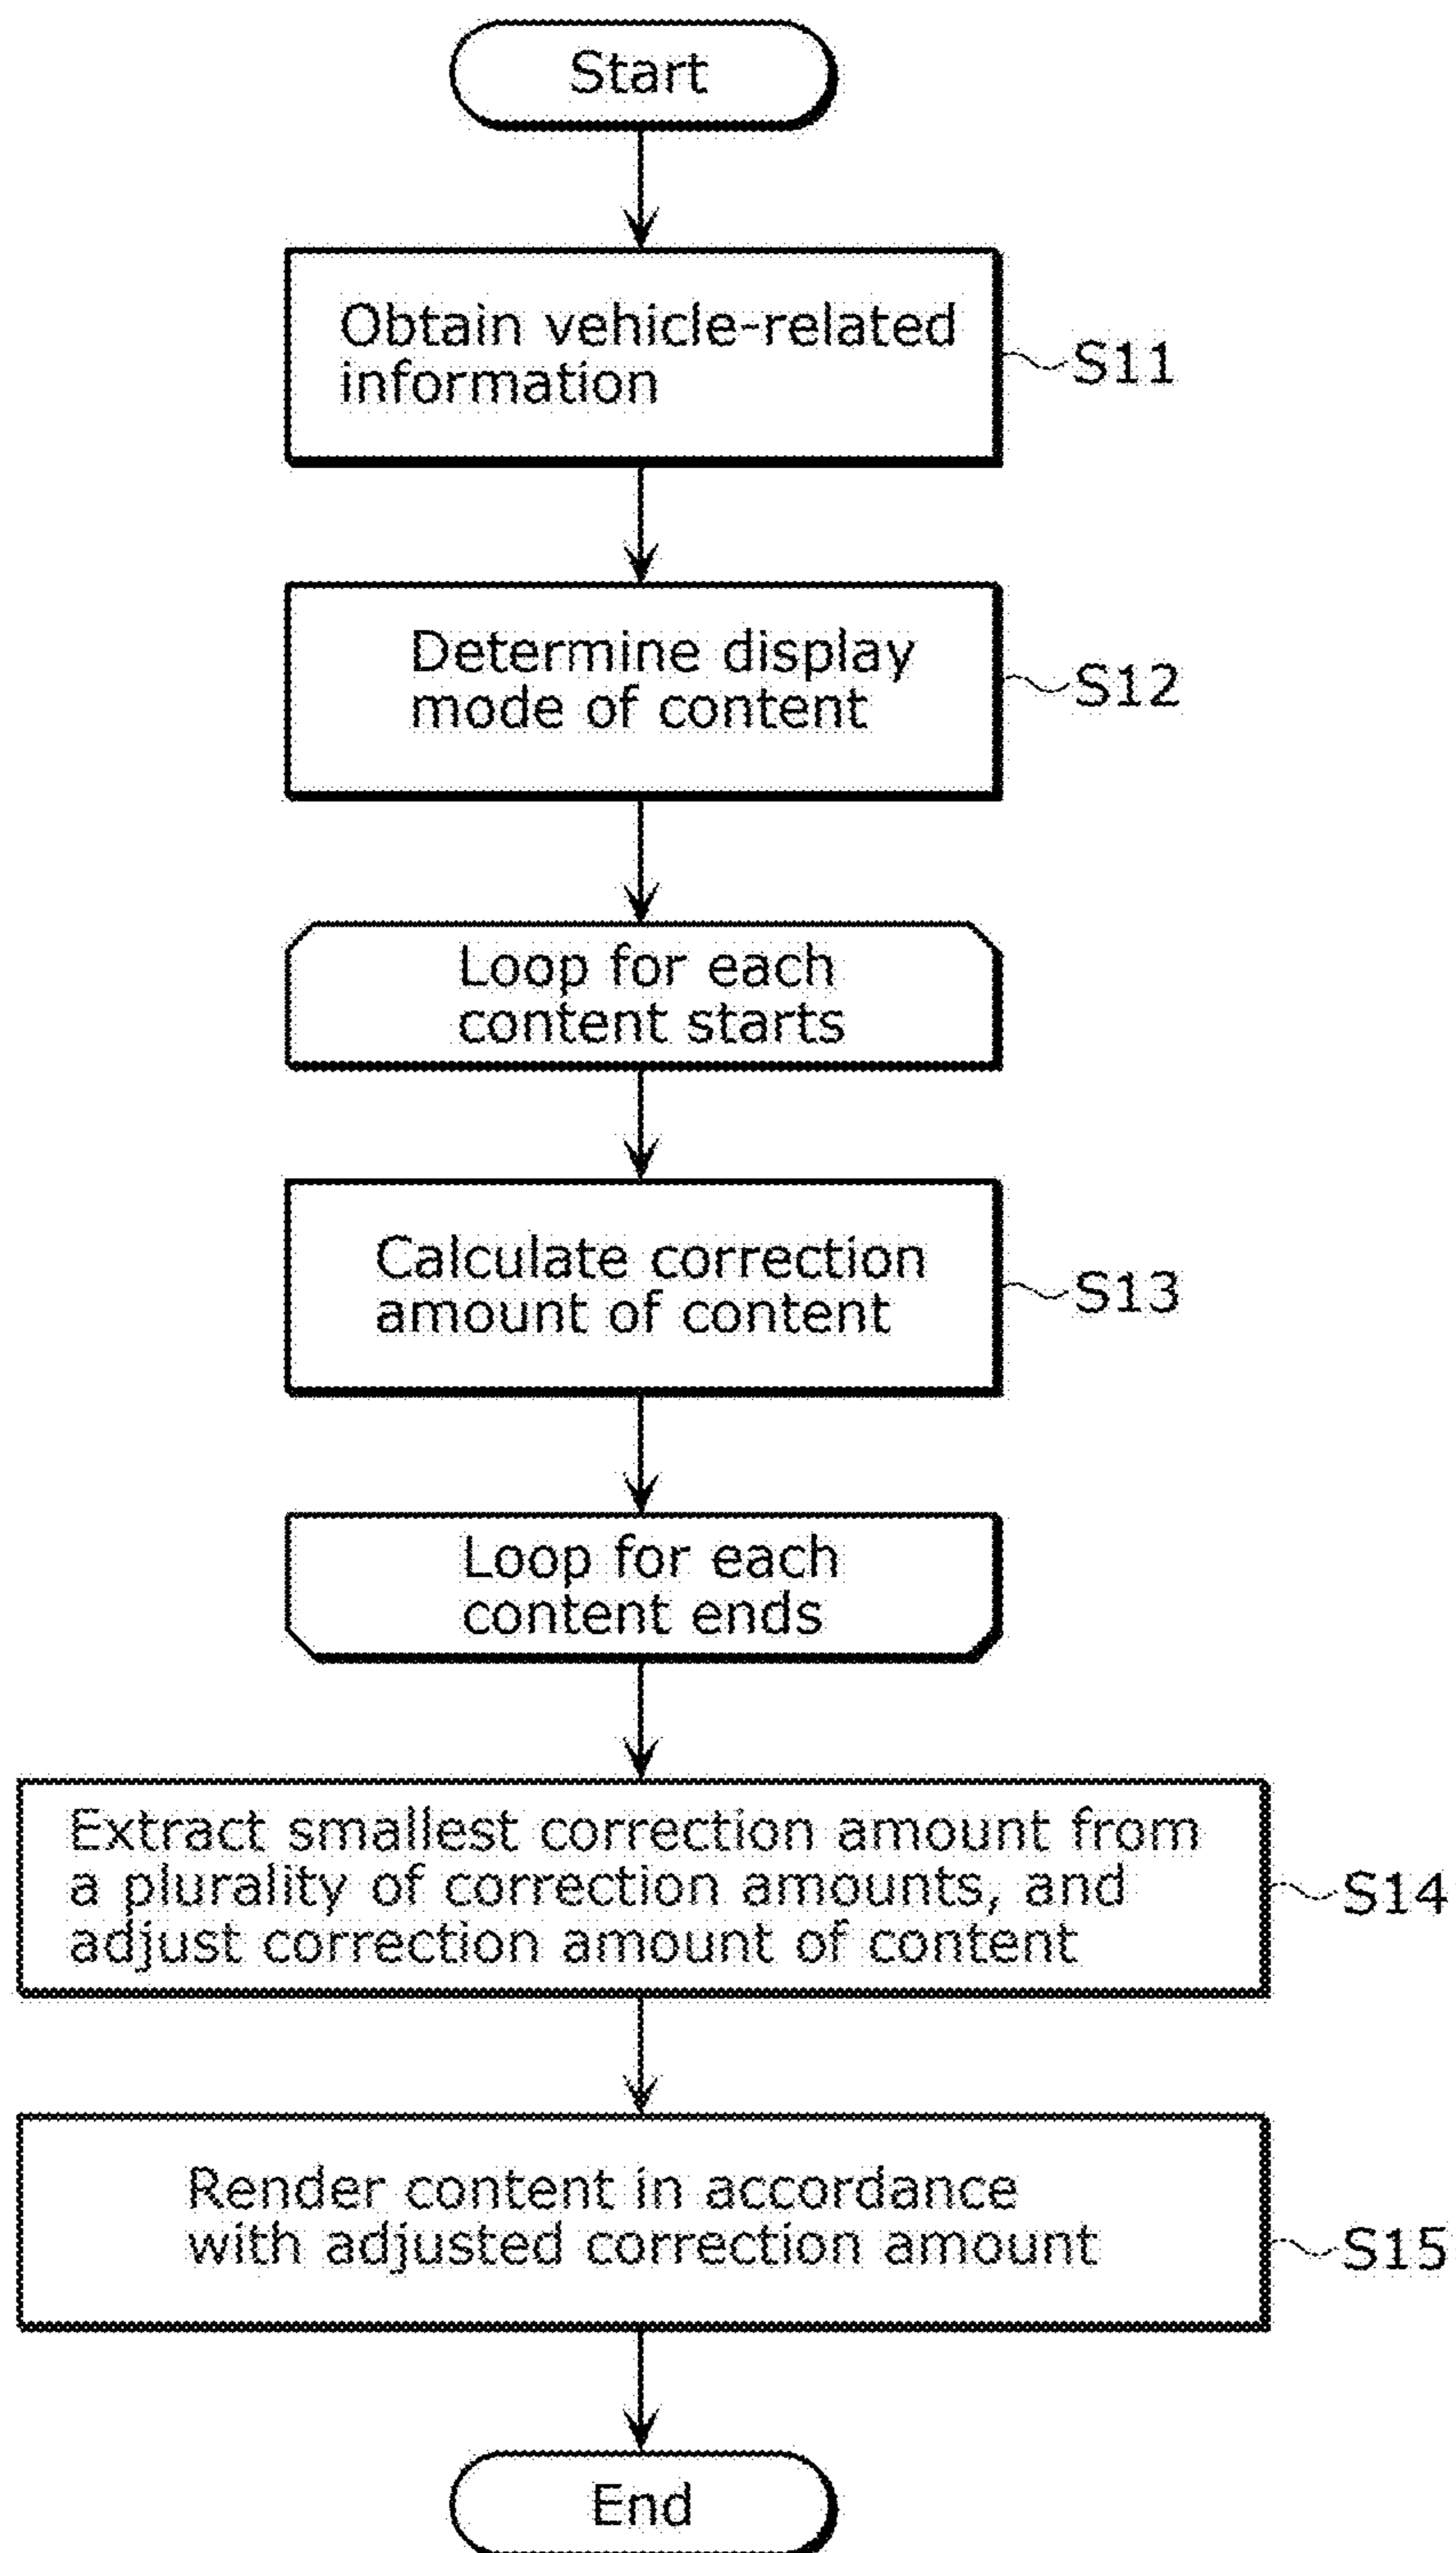 Start
Obtain vehicle-related
information
S11
Determine display
mode of content
S12
Loop for each
content starts
Calculate correction
amount of content
S13
Loop for each
content ends
Extract smallest correction amount from
a plurality of correction amounts, and
adjust correction amount of content
S14
Render content in accordance
with adjusted correction amount
S15
End